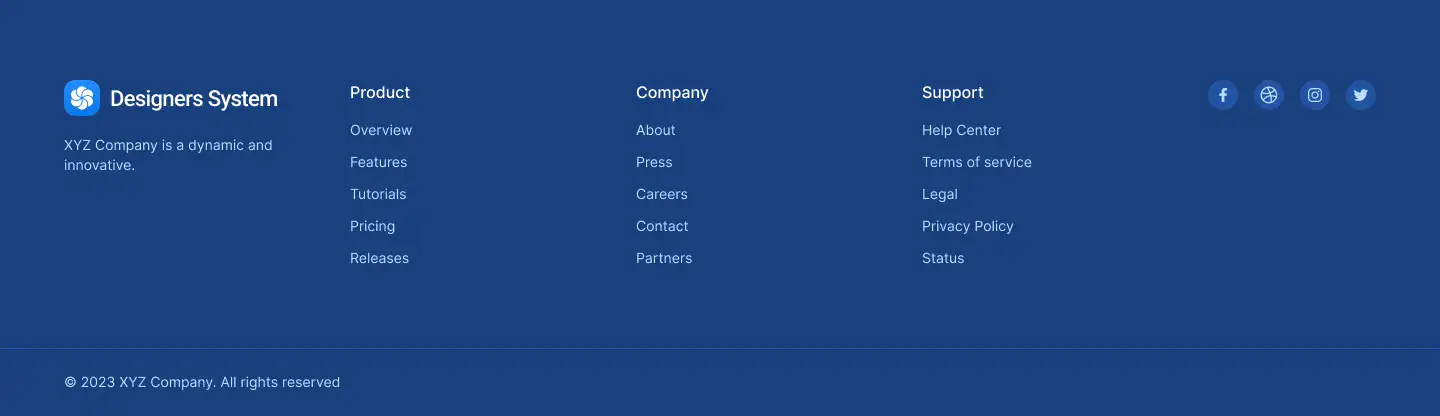 Designers System
XYZ Company is a dynamic and
innovative.
Product
Overview
Features
Tutorials
Pricing
Releases
Company
About
Press
Careers
Contact
Partners
Support
Help Center
Terms of service
Legal
Privacy Policy
Status
© 2023 XYZ Company. All rights reserved